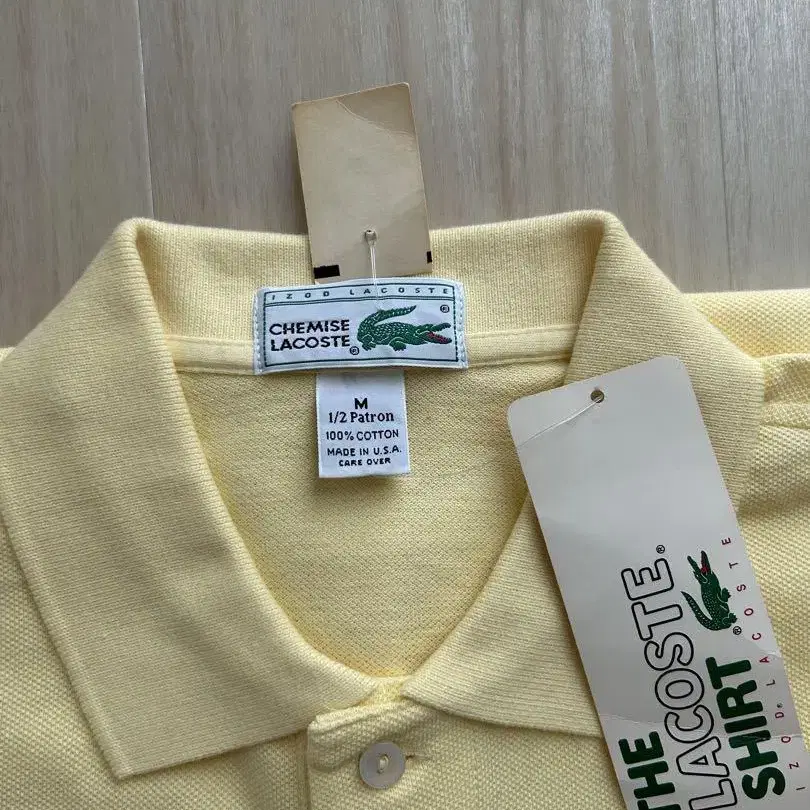 IZOD LACOSTE
CHEMISE
LACOSTE®
®
M
1/2 Patron
100% COTTON
MADE IN U.S.A.
CARE OVER
THE
LACOSTE®
SHIRT
®
IZOD® LACOSTE